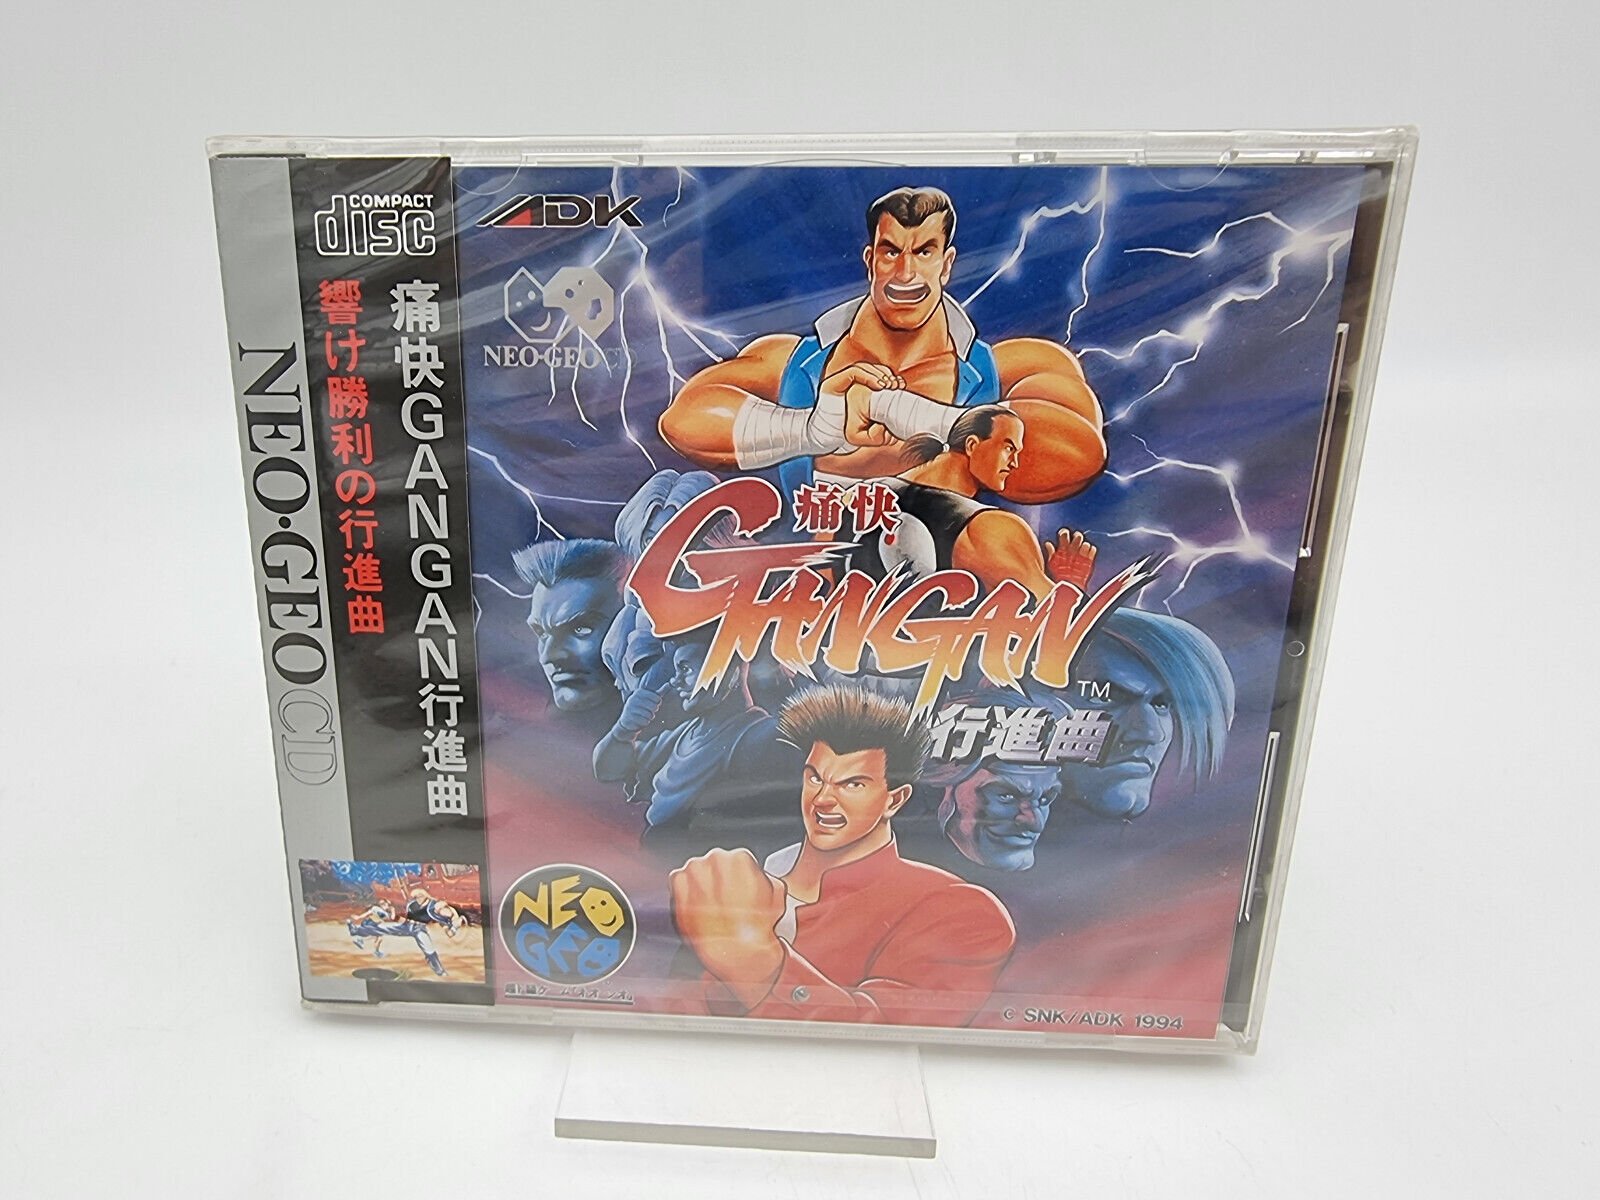 COMPACT
disc
痛快GANGAN行進曲
響け勝利の行進曲
NEO・GEO CD
ADK
NEO・GEO CD
痛快
GANGAN
TM
行進曲
NEO
GEO
© SNK/ADK 1994